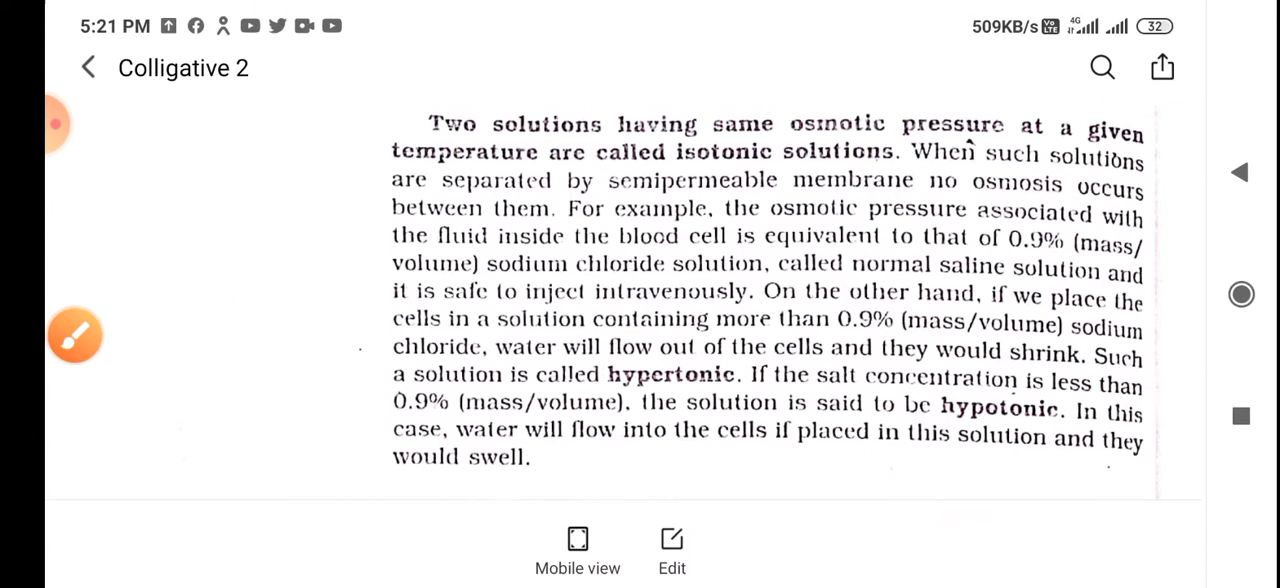 5:21 PM 509KB/s Vo LTE 4G 32
Colligative 2
Two solutions having same osmotic pressure at a given
temperature are called isotonic solutions. When such solutions
are separated by semipermeable membrane no osmosis occurs
between them. For example, the osmotic pressure associated with
the fluid inside the blood cell is equivalent to that of 0.9% (mass/
volume) sodium chloride solution, called normal saline solution and
it is safe to inject intravenously. On the other hand, if we place the
cells in a solution containing more than 0.9% (mass/volume) sodium
chloride, water will flow out of the cells and they would shrink. Such
a solution is called hypertonic. If the salt concentration is less than
0.9% (mass/volume), the solution is said to be hypotonic. In this
case, water will flow into the cells if placed in this solution and they
would swell.
Mobile view Edit